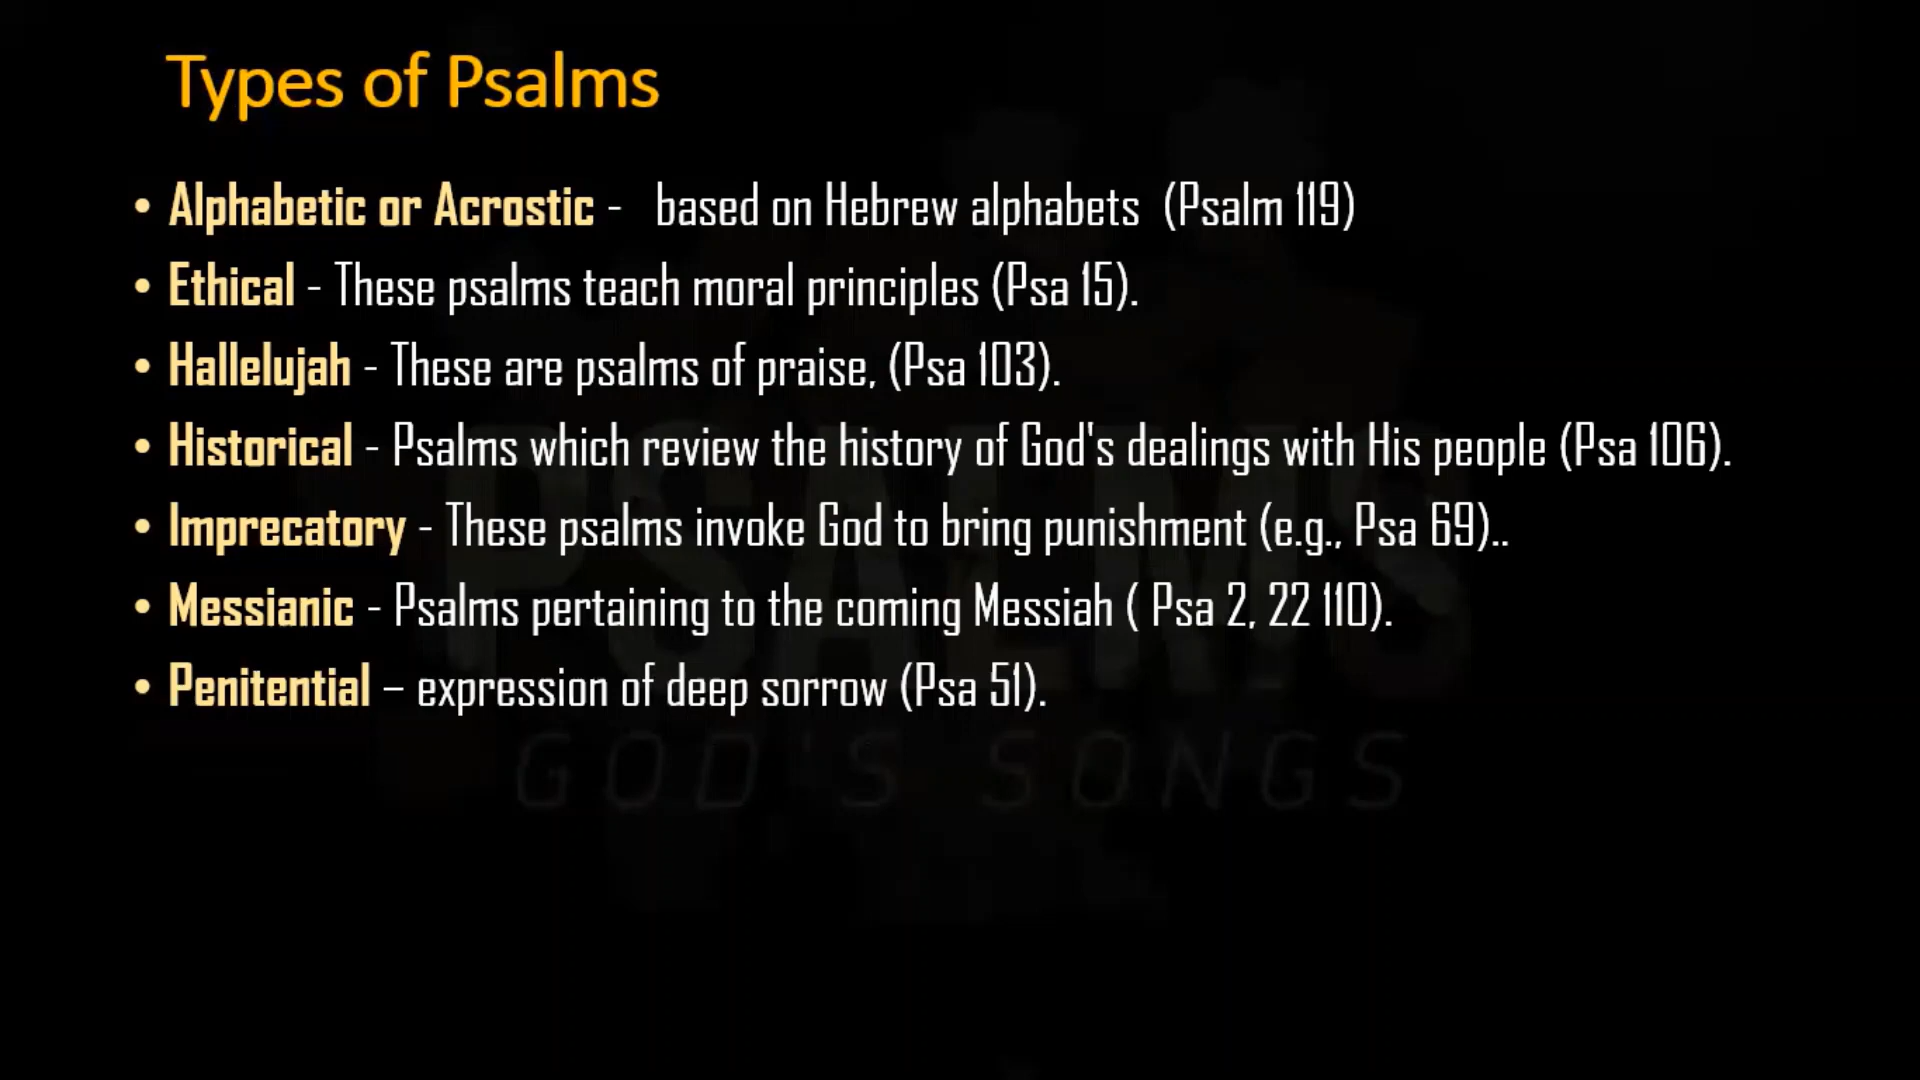 Types of Psalms
• Alphabetic or Acrostic - based on Hebrew alphabets (Psalm 119)
• Ethical - These psalms teach moral principles (Psa 15).
• Hallelujah - These are psalms of praise, (Psa 103).
• Historical - Psalms which review the history of God's dealings with His people (Psa 106).
• Imprecatory - These psalms invoke God to bring punishment (e.g., Psa 69)..
• Messianic - Psalms pertaining to the coming Messiah ( Psa 2, 22 110).
• Penitential – expression of deep sorrow (Psa 51).
PSALMS
GOD'S SONGS